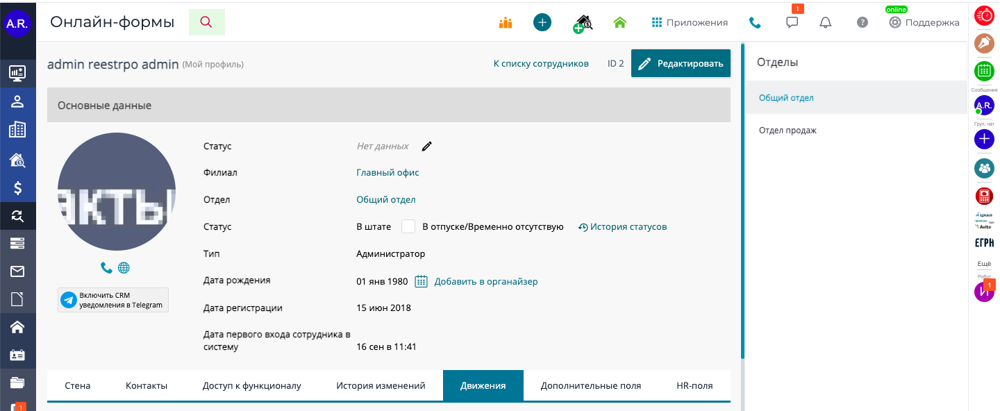 A.R.
Онлайн-формы
Приложения
1
?
online
Поддержка
admin reestrpo admin (Мой профиль)
К списку сотрудников
ID 2
Редактировать
Основные данные
АКТЫ
Включить CRM
уведомления в Telegram
Статус
Нет данных
Филиал
Главный офис
Отдел
Общий отдел
Статус
В штате
В отпуске/Временно отсутствую
История статусов
Тип
Администратор
Дата рождения
01 янв 1980
Добавить в органайзер
Дата регистрации
15 июн 2018
Дата первого входа сотрудника в
систему
16 сен в 11:41
Стена
Контакты
Доступ к функционалу
История изменений
Движения
Дополнительные поля
HR-поля
1
Отделы
Общий отдел
Отдел продаж
Сообщения
A.R.
Груп. чат
ЦИАН
Avito
ЕГРН
Ещё
Робот
1
И